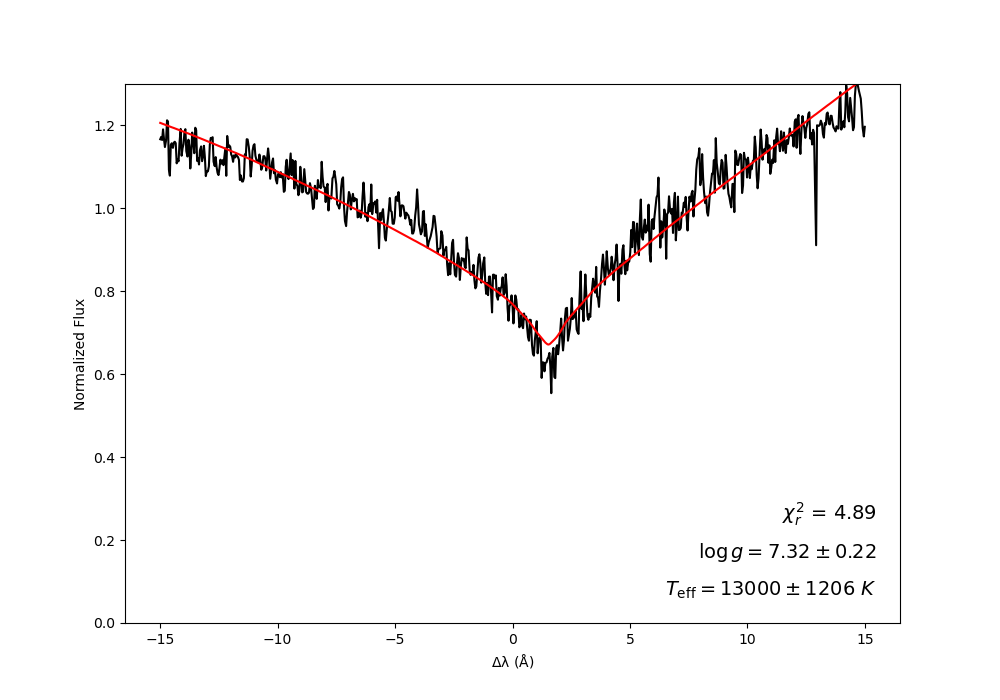 1.2
1.0
0.8
0.6
0.4
0.2
0.0
Normalized Flux
χ²ᵣ = 4.89
log g = 7.32 ± 0.22
T_eff = 13000 ± 1206 K
−15
−10
−5
0
5
10
15
Δλ (Å)